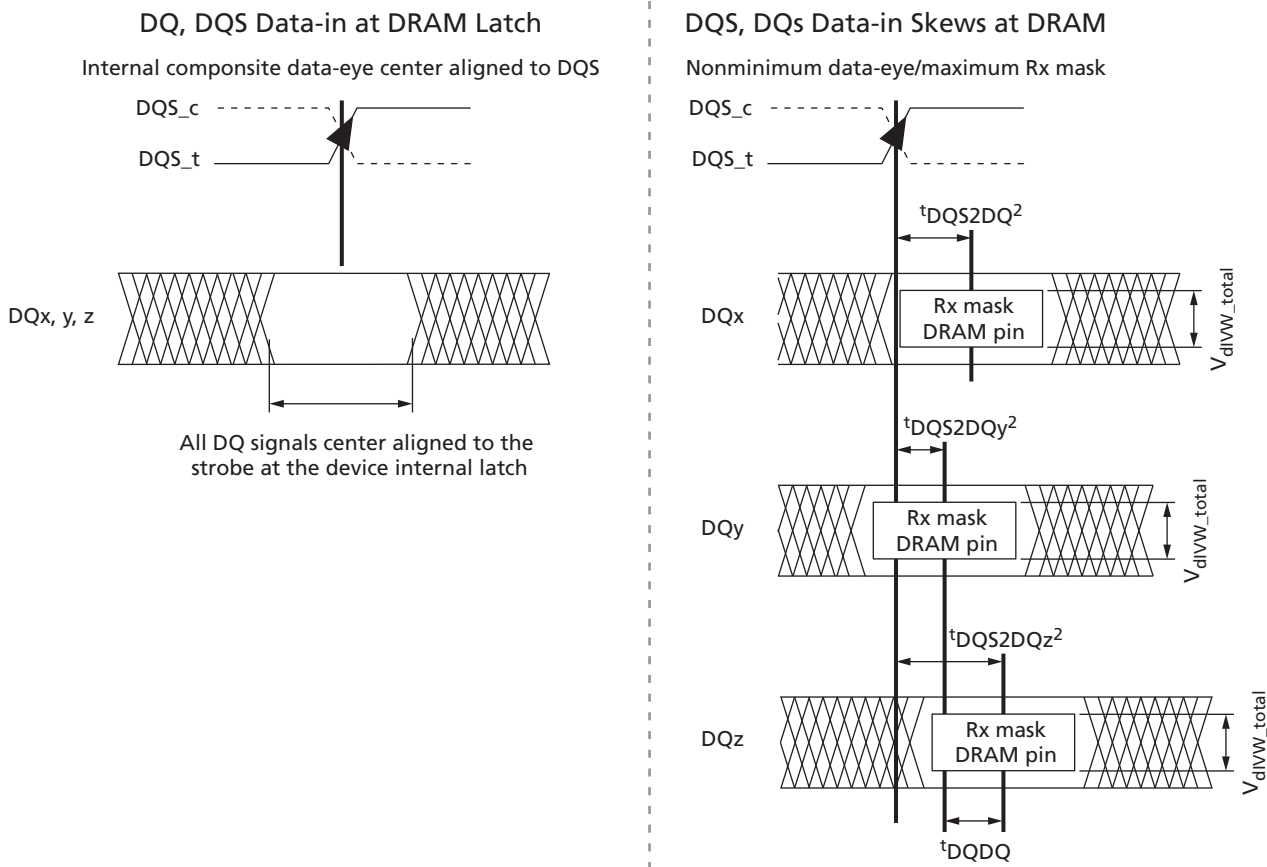 DQ, DQS Data-in at DRAM Latch
Internal componsite data-eye center aligned to DQS
DQS_c
DQS_t
DQx, y, z
All DQ signals center aligned to the
strobe at the device internal latch
DQS, DQs Data-in Skews at DRAM
Nonminimum data-eye/maximum Rx mask
DQS_c
DQS_t
tDQS2DQ2
DQx
Rx mask
DRAM pin
VdIVW_total
tDQS2DQy2
DQy
Rx mask
DRAM pin
VdIVW_total
tDQS2DQz2
DQz
Rx mask
DRAM pin
VdIVW_total
tDQDQ